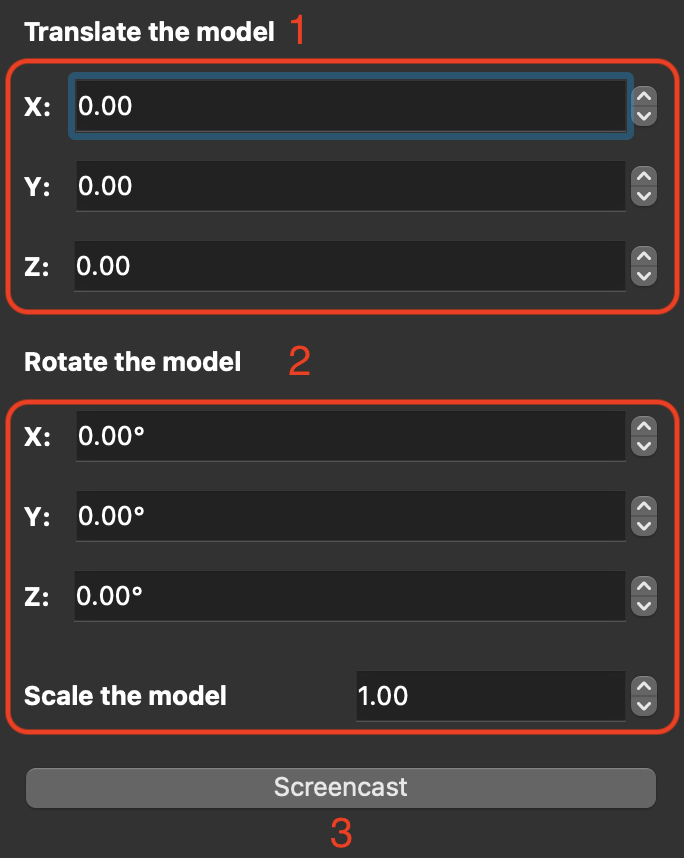 Translate the model 1
X: 0.00
Y: 0.00
Z: 0.00
Rotate the model 2
X: 0.00°
Y: 0.00°
Z: 0.00°
Scale the model 1.00
Screencast
3